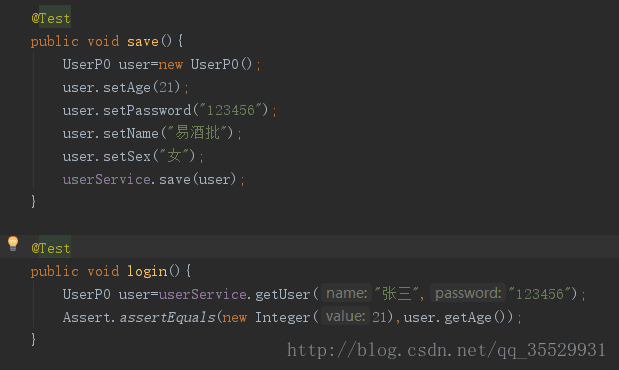 @Test
public void save(){
UserPO user=new UserPO();
user.setAge(21);
user.setPassword("123456");
user.setName("易酒批");
user.setSex("女");
userService.save(user);
}
@Test
public void login(){
UserPO user=userService.getUser( name: "张三", password: "123456");
Assert.assertEquals(new Integer( value: 21),user.getAge());
}
http://blog.csdn.net/qq_35529931